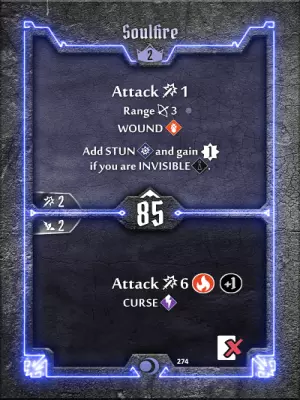 Soulfire
2
Attack 1
Range 3
WOUND
Add STUN and gain 1
if you are INVISIBLE .
2
85
2
Attack 6 +1
CURSE
274